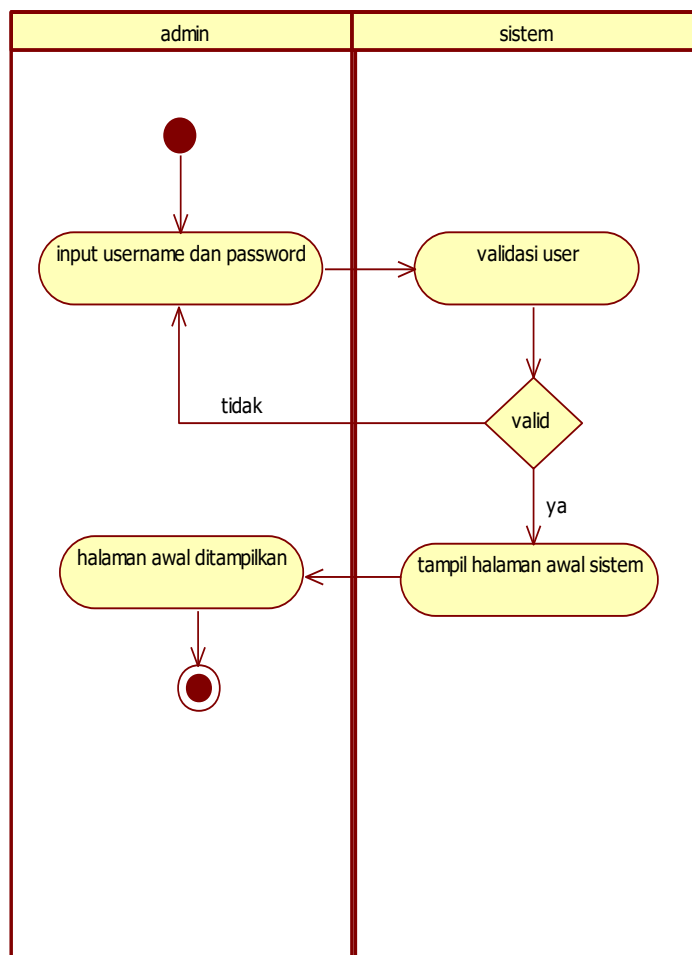 admin
sistem
input username dan password
validasi user
valid
tidak
ya
halaman awal ditampilkan
tampil halaman awal sistem